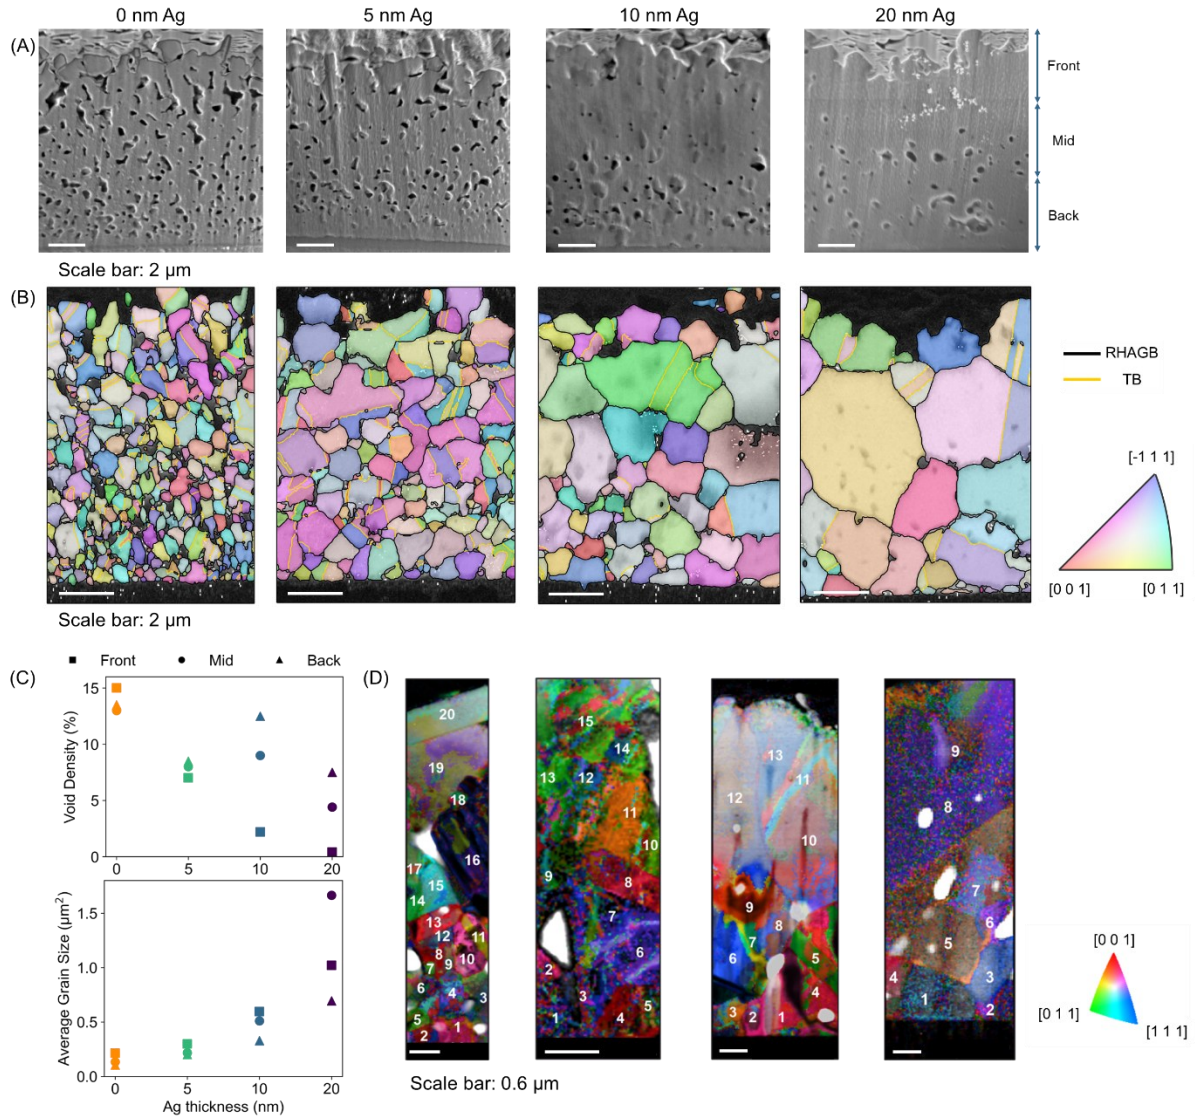 0 nm Ag 5 nm Ag 10 nm Ag 20 nm Ag
(A)
Front
Mid
Back
Scale bar: 2 µm
(B)
RHAGB
TB
[-1 1 1]
[0 0 1] [0 1 1]
Scale bar: 2 µm
(C)
Front Mid Back
Void Density (%)
15
10
5
0
0 5 10 20
Average Grain Size (µm²)
1.5
1.0
0.5
0.0
0 5 10 20
Ag thickness (nm)
(D)
20
19
18
16
17
15
14
13
12
11
8
10
7
9
6
4
3
5
1
2
15
14
13
12
11
10
9
8
7
6
2
3
5
1
4
13
11
12
10
9
8
7
6
5
4
3
2
1
9
8
7
6
5
4
3
1
2
[0 0 1]
[0 1 1]
[1 1 1]
Scale bar: 0.6 µm